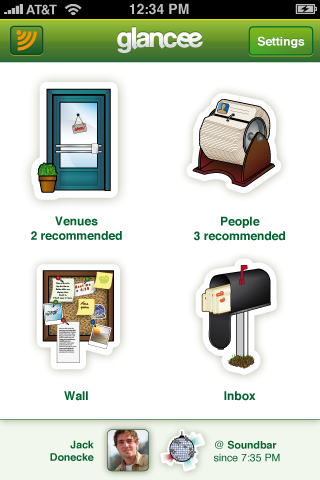 AT&T 12:34 PM
glancee
Settings
Venues
2 recommended
People
3 recommended
Wall
Inbox
Jack
Donecke
@ Soundbar
since 7:35 PM